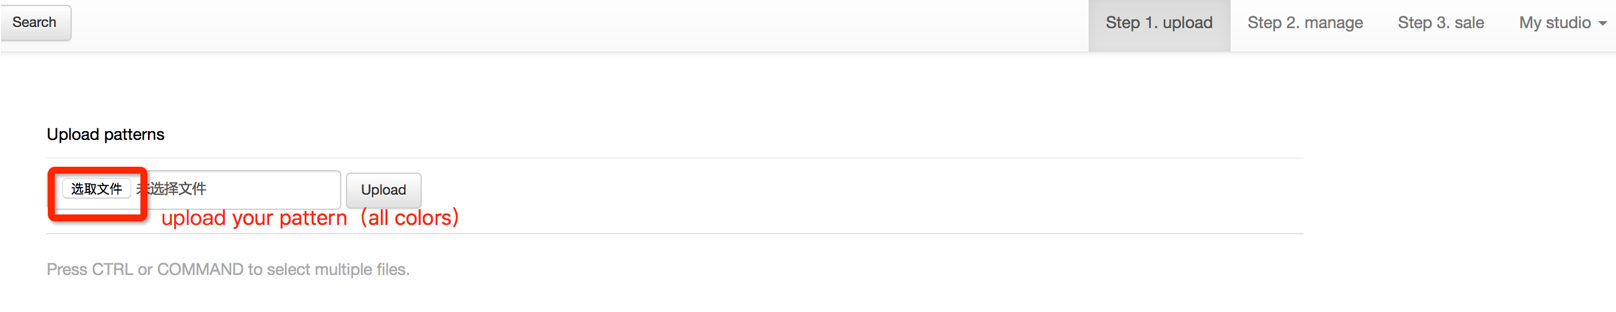 Search
Step 1. upload
Step 2. manage
Step 3. sale
My studio
Upload patterns
选取文件 未选择文件
Upload
upload your pattern（all colors）
Press CTRL or COMMAND to select multiple files.